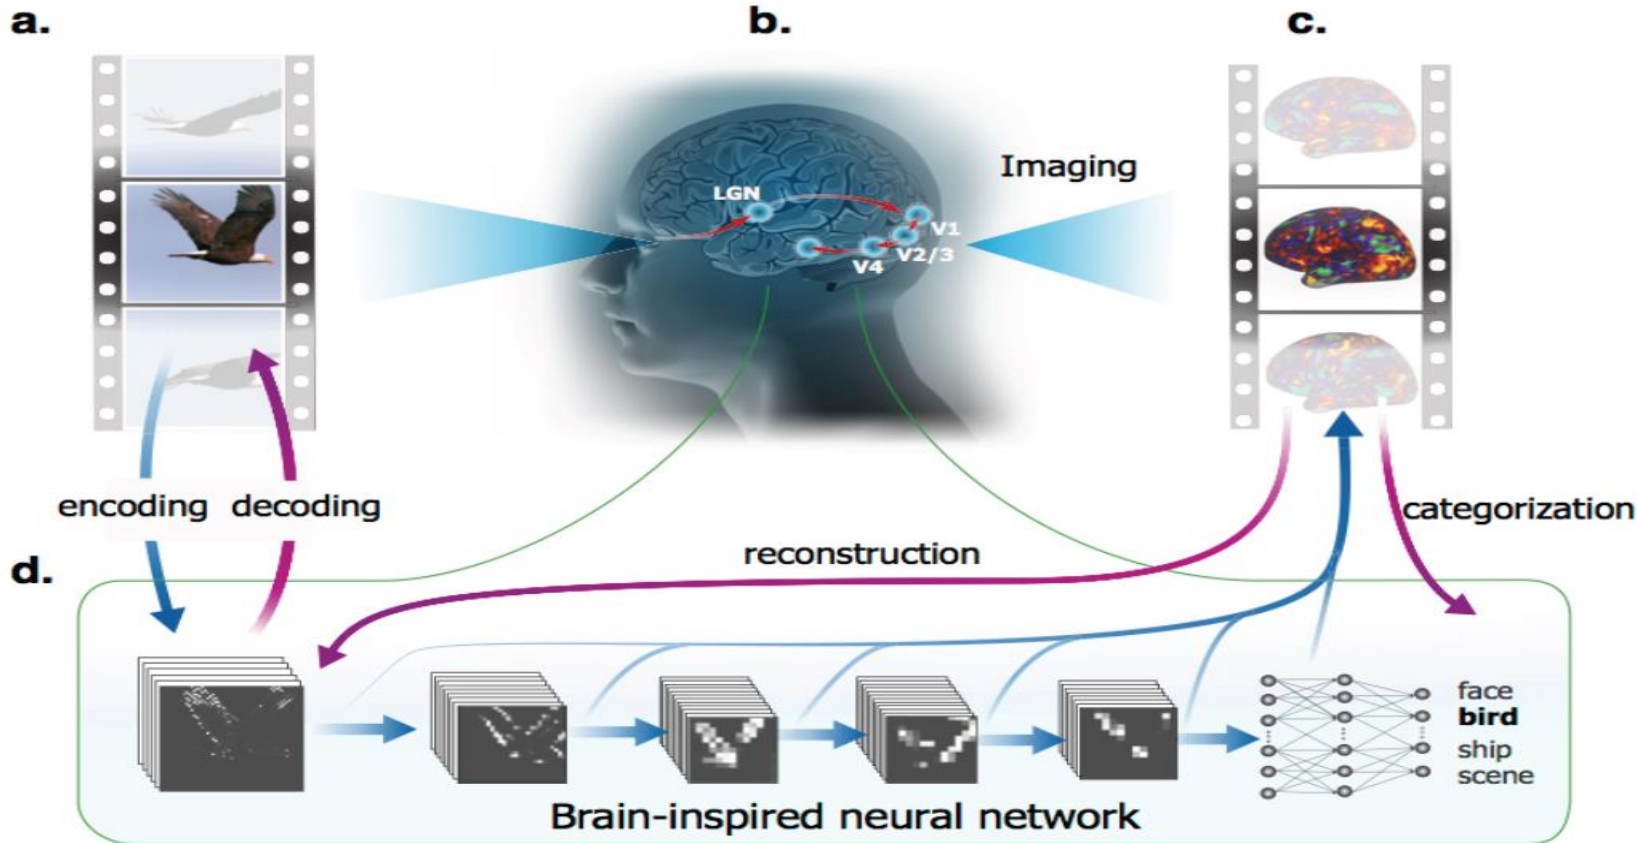 a.
b.
c.
Imaging
LGN
V1
V2/3
V4
encoding
decoding
categorization
reconstruction
d.
face
bird
ship
scene
Brain-inspired neural network